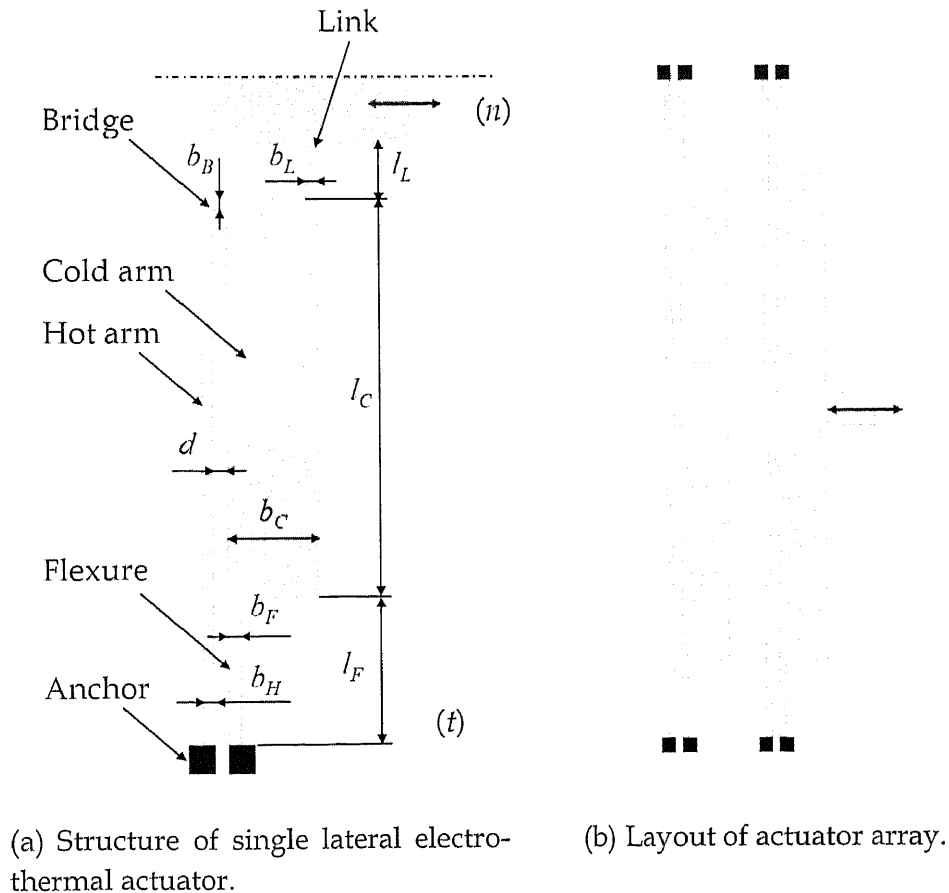 Link
(n)
Bridge
b_B
b_L
l_L
Cold arm
Hot arm
l_C
d
b_C
Flexure
b_F
l_F
b_H
Anchor
(t)
(a) Structure of single lateral electro-
thermal actuator.
(b) Layout of actuator array.